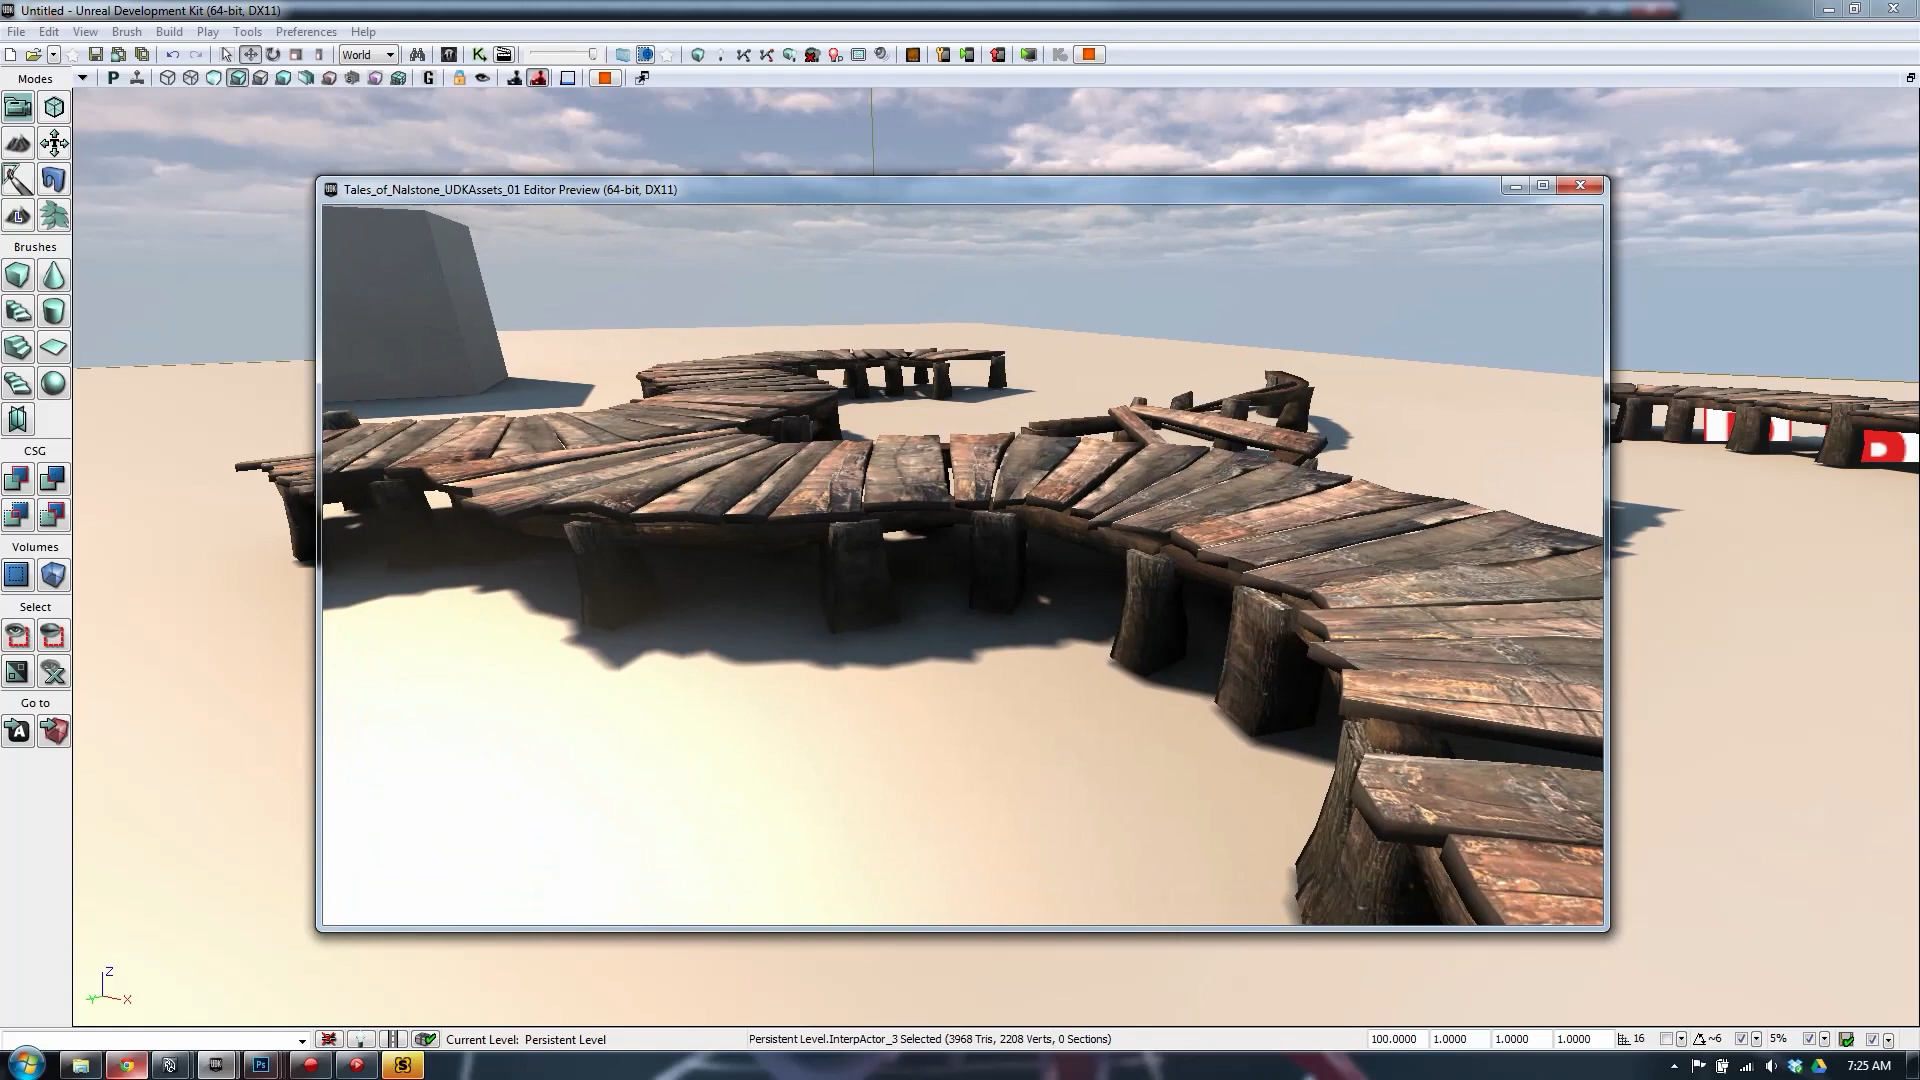 Untitled - Unreal Development Kit (64-bit, DX11)
File Edit View Brush Build Play Tools Preferences Help
World
Modes P G
Tales_of_Nalstone_UDKAssets_01 Editor Preview (64-bit, DX11)
Brushes
CSG
Volumes
Select
Go to
A
D
Z
Y X
Current Level: Persistent Level
Persistent Level.InterpActor_3 Selected (3968 Tris, 2208 Verts, 0 Sections)
100.0000 1.0000 1.0000 1.0000 16 ~6 5%
Ps
7:25 AM